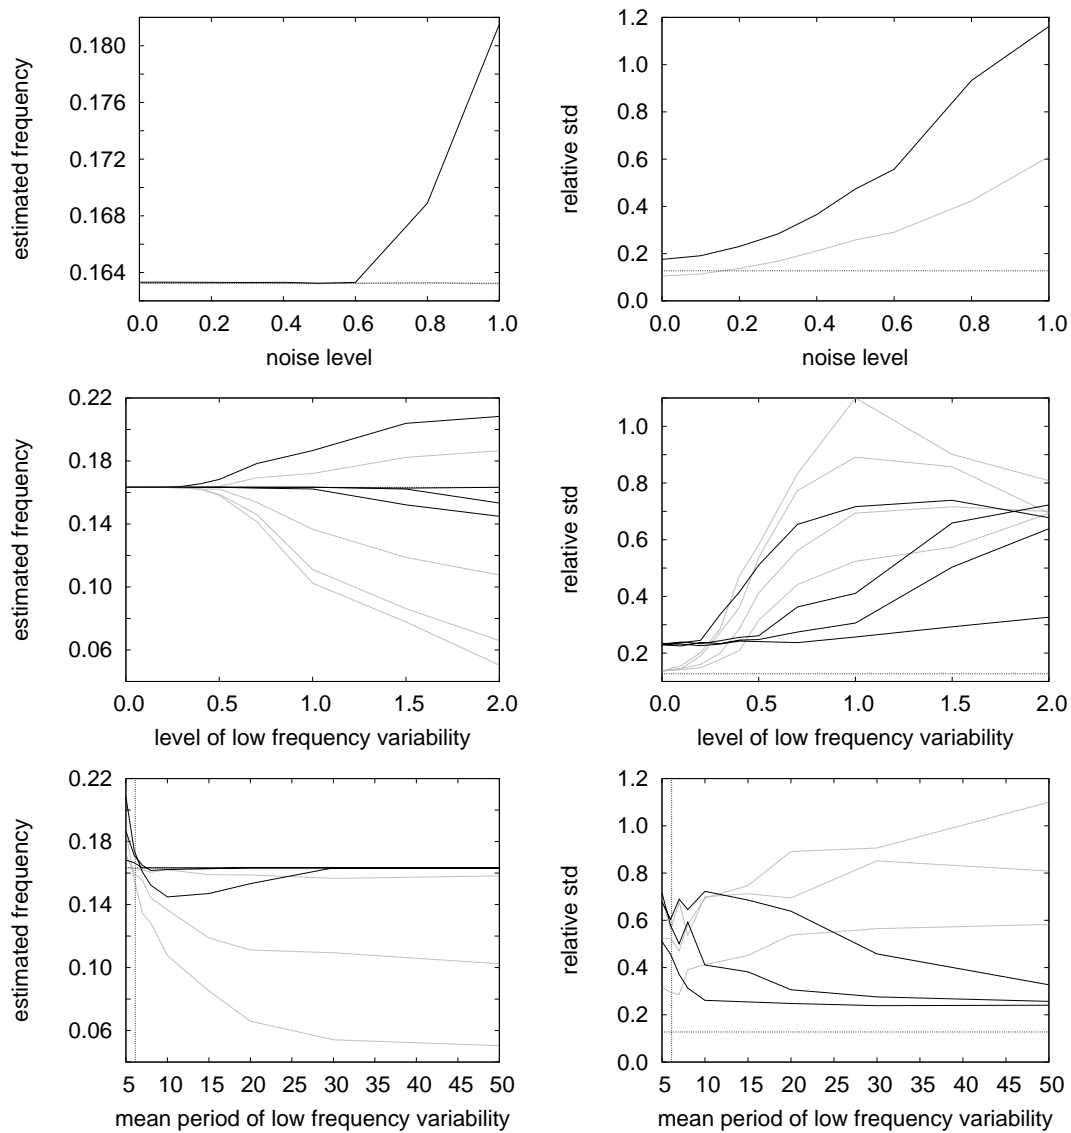 estimated frequency
0.180
0.176
0.172
0.168
0.164
0.0 0.2 0.4 0.6 0.8 1.0
noise level
relative std
1.2
1.0
0.8
0.6
0.4
0.2
0.0
0.0 0.2 0.4 0.6 0.8 1.0
noise level
estimated frequency
0.22
0.18
0.14
0.10
0.06
0.0 0.5 1.0 1.5 2.0
level of low frequency variability
relative std
1.0
0.8
0.6
0.4
0.2
0.0 0.5 1.0 1.5 2.0
level of low frequency variability
estimated frequency
0.22
0.18
0.14
0.10
0.06
5 10 15 20 25 30 35 40 45 50
mean period of low frequency variability
relative std
1.2
1.0
0.8
0.6
0.4
0.2
0.0
5 10 15 20 25 30 35 40 45 50
mean period of low frequency variability